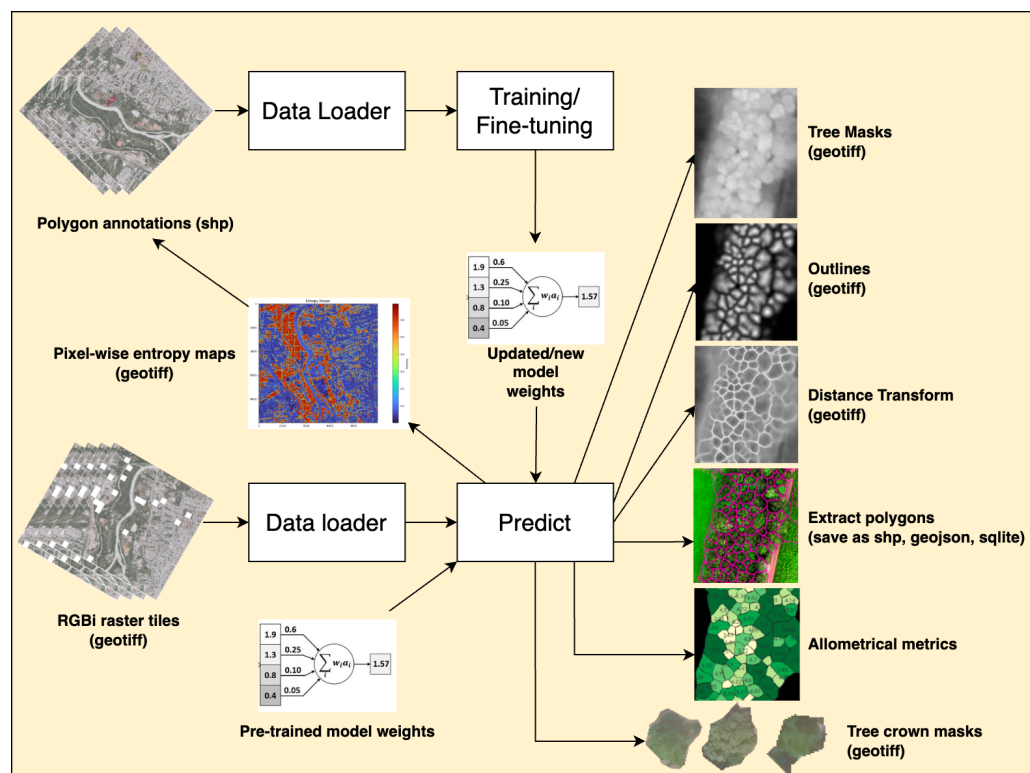 Data Loader
Training/
Fine-tuning
Tree Masks
(geotiff)
Polygon annotations (shp)
Outlines
(geotiff)
1.9
1.3
0.8
0.4
0.6
0.25
0.10
0.05
∑ wᵢaᵢ
i
1.57
Updated/new
model
weights
Pixel-wise entropy maps
(geotiff)
Distance Transform
(geotiff)
Data loader
Predict
Extract polygons
(save as shp, geojson, sqlite)
RGBi raster tiles
(geotiff)
1.9
1.3
0.8
0.4
0.6
0.25
0.10
0.05
∑ wᵢaᵢ
i
1.57
Pre-trained model weights
Allometrical metrics
Tree crown masks
(geotiff)